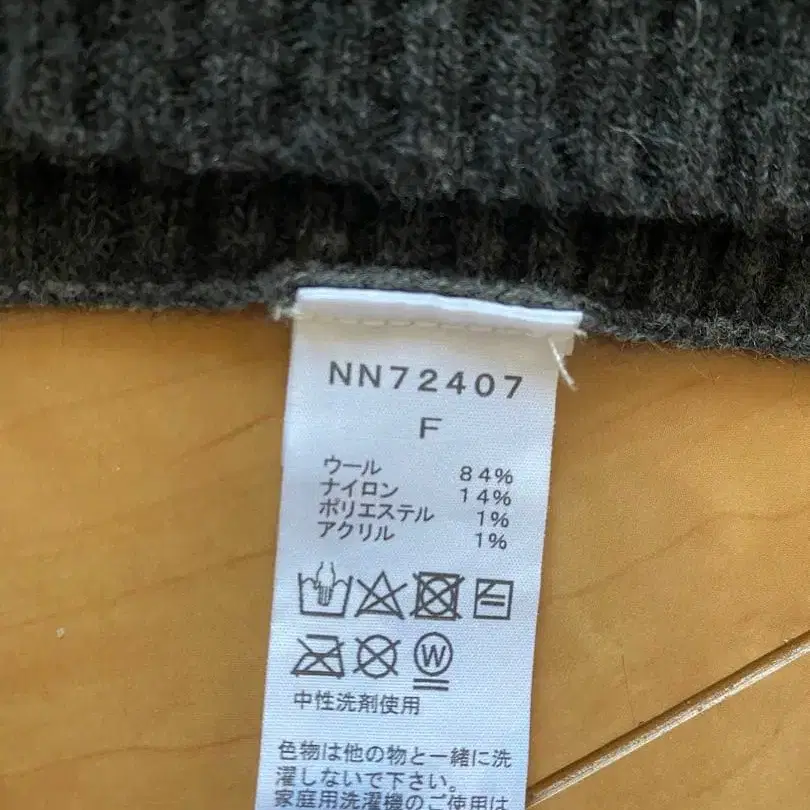 NN72407
F
ウール 84%
ナイロン 14%
ポリエステル 1%
アクリル 1%
W
中性洗剤使用
色物は他の物と一緒に洗
濯しないで下さい。
家庭用洗濯機のご使用は